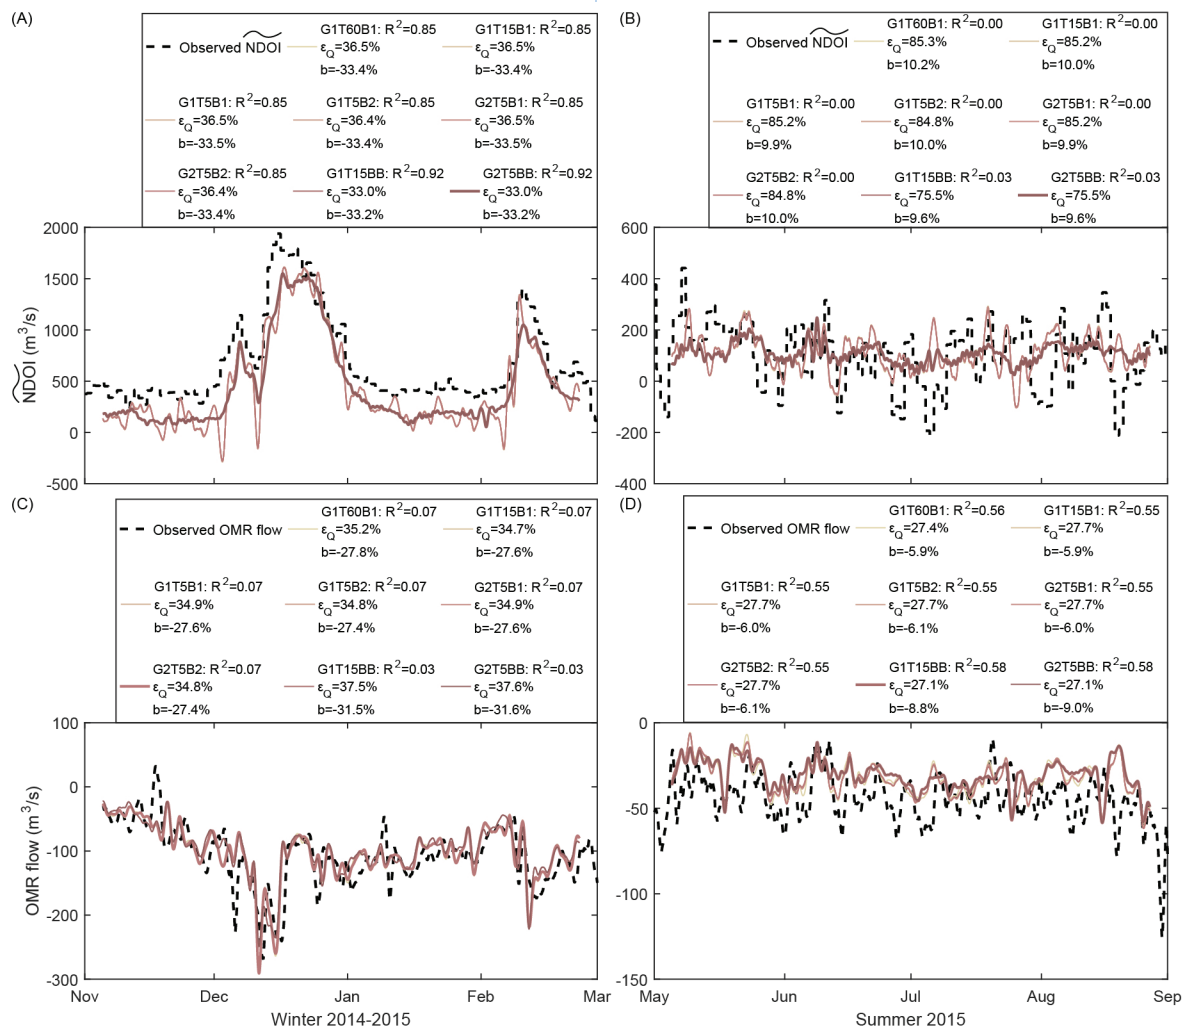 (A)
Observed NDOI
G1T60B1: R²=0.85
ε_Q=36.5%
b=-33.4%
G1T15B1: R²=0.85
ε_Q=36.5%
b=-33.4%
G1T5B1: R²=0.85
ε_Q=36.5%
b=-33.5%
G1T5B2: R²=0.85
ε_Q=36.4%
b=-33.4%
G2T5B1: R²=0.85
ε_Q=36.5%
b=-33.5%
G2T5B2: R²=0.85
ε_Q=36.4%
b=-33.4%
G1T15BB: R²=0.92
ε_Q=33.0%
b=-33.2%
G2T5BB: R²=0.92
ε_Q=33.0%
b=-33.2%
2000
1500
1000
500
0
-500
NDOI (m³/s)
(B)
Observed NDOI
G1T60B1: R²=0.00
ε_Q=85.3%
b=10.2%
G1T15B1: R²=0.00
ε_Q=85.2%
b=10.0%
G1T5B1: R²=0.00
ε_Q=85.2%
b=9.9%
G1T5B2: R²=0.00
ε_Q=84.8%
b=10.0%
G2T5B1: R²=0.00
ε_Q=85.2%
b=9.9%
G2T5B2: R²=0.00
ε_Q=84.8%
b=10.0%
G1T15BB: R²=0.03
ε_Q=75.5%
b=9.6%
G2T5BB: R²=0.03
ε_Q=75.5%
b=9.6%
600
400
200
0
-200
-400
(C)
Observed OMR flow
G1T60B1: R²=0.07
ε_Q=35.2%
b=-27.8%
G1T15B1: R²=0.07
ε_Q=34.7%
b=-27.6%
G1T5B1: R²=0.07
ε_Q=34.9%
b=-27.6%
G1T5B2: R²=0.07
ε_Q=34.8%
b=-27.4%
G2T5B1: R²=0.07
ε_Q=34.9%
b=-27.6%
G2T5B2: R²=0.07
ε_Q=34.8%
b=-27.4%
G1T15BB: R²=0.03
ε_Q=37.5%
b=-31.5%
G2T5BB: R²=0.03
ε_Q=37.6%
b=-31.6%
100
0
-100
-200
-300
OMR flow (m³/s)
Nov
Dec
Jan
Feb
Mar
Winter 2014-2015
(D)
Observed OMR flow
G1T60B1: R²=0.56
ε_Q=27.4%
b=-5.9%
G1T15B1: R²=0.55
ε_Q=27.7%
b=-5.9%
G1T5B1: R²=0.55
ε_Q=27.7%
b=-6.0%
G1T5B2: R²=0.55
ε_Q=27.7%
b=-6.1%
G2T5B1: R²=0.55
ε_Q=27.7%
b=-6.0%
G2T5B2: R²=0.55
ε_Q=27.7%
b=-6.1%
G1T15BB: R²=0.58
ε_Q=27.1%
b=-8.8%
G2T5BB: R²=0.58
ε_Q=27.1%
b=-9.0%
0
-50
-100
-150
May
Jun
Jul
Aug
Sep
Summer 2015